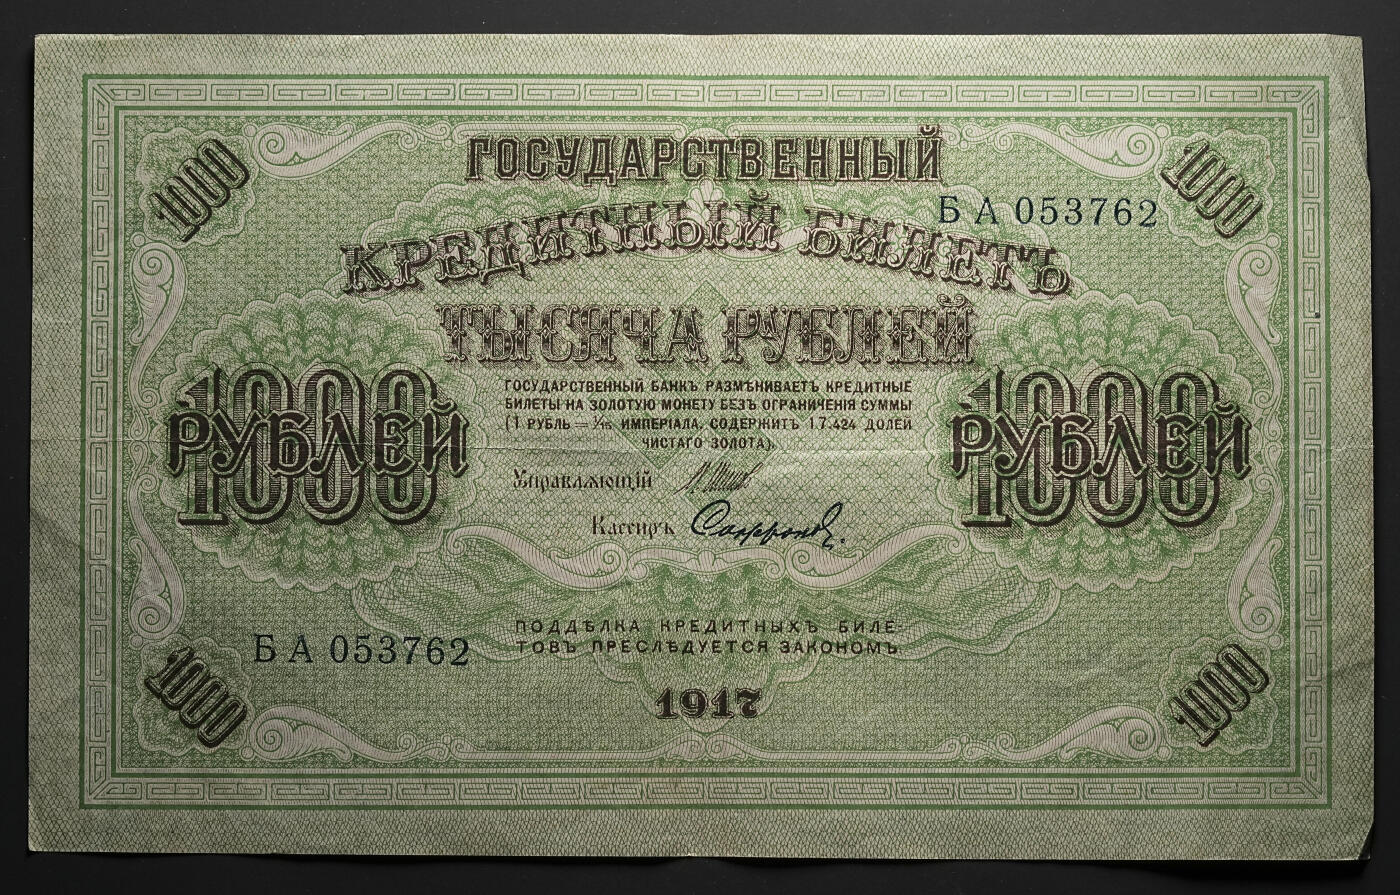 1000
1000
ГОСУДАРСТВЕННЫЙ
КРЕДИТНЫЙ БИЛЕТЪ
БА 053762
ТЫСЯЧА РУБЛЕЙ
1000
РУБЛЕЙ
1000
РУБЛЕЙ
ГОСУДАРСТВЕННЫЙ БАНКЪ РАЗМѢНИВАЕТЪ КРЕДИТНЫЕ
БИЛЕТЫ НА ЗОЛОТУЮ МОНЕТУ БЕЗЪ ОГРАНИЧЕНІЯ СУММЫ
(1 РУБЛЬ = 1/15 ИМПЕРІАЛА, СОДЕРЖИТЪ 17.424 ДОЛЕЙ
ЧИСТАГО ЗОЛОТА).
Управляющій
Кассиръ Сафронов.
БА 053762
ПОДДѢЛКА КРЕДИТНЫХЪ БИЛЕ-
ТОВЪ ПРЕСЛѢДУЕТСЯ ЗАКОНОМЪ
1917
1000
1000